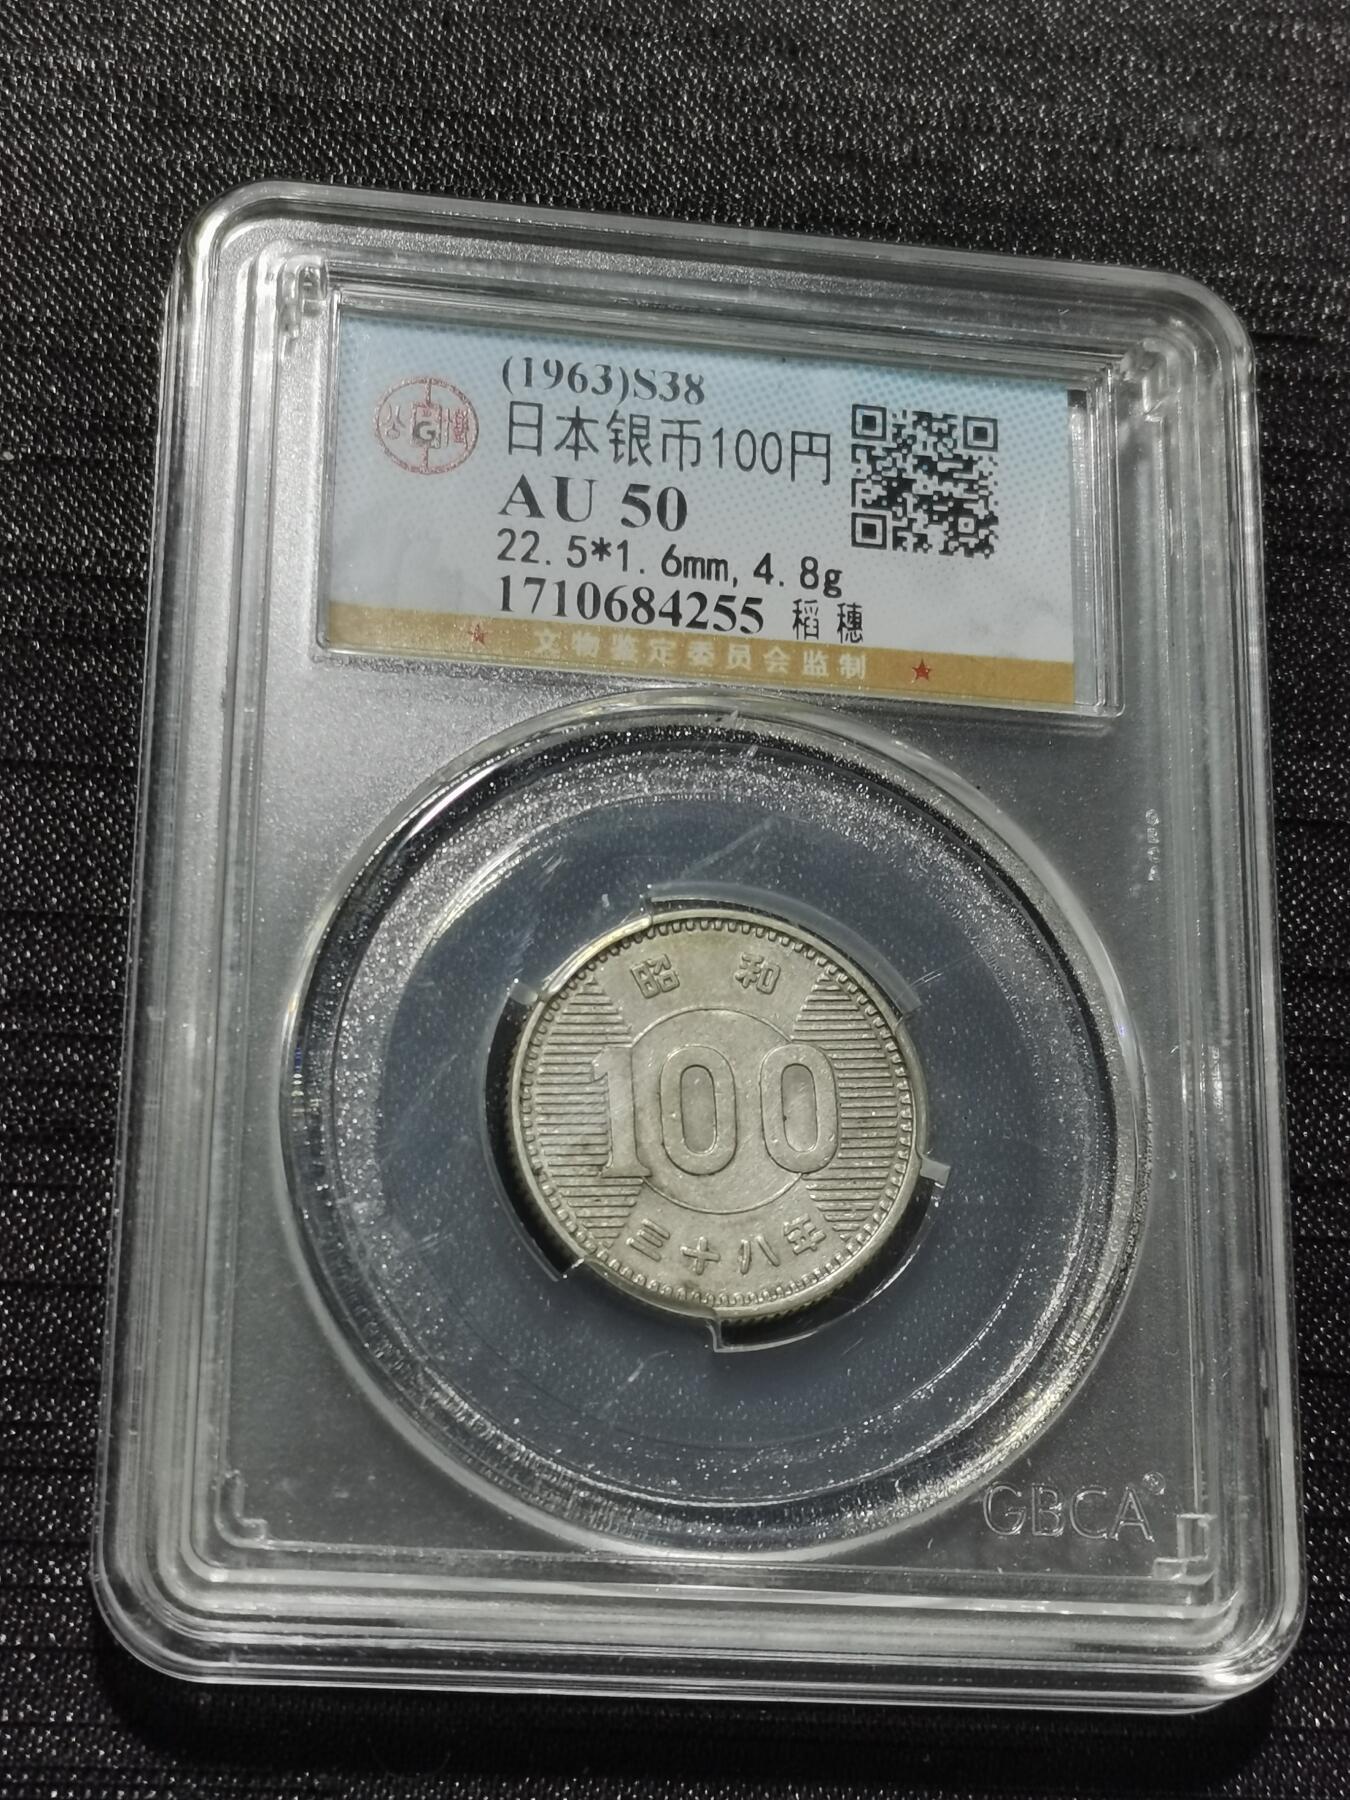 (1963)S38
日本银币100円
AU 50
22.5*1.6mm,4.8g
1710684255 稻穗
文物鉴定委员会监制
昭和
100
三十八年
GBCA®